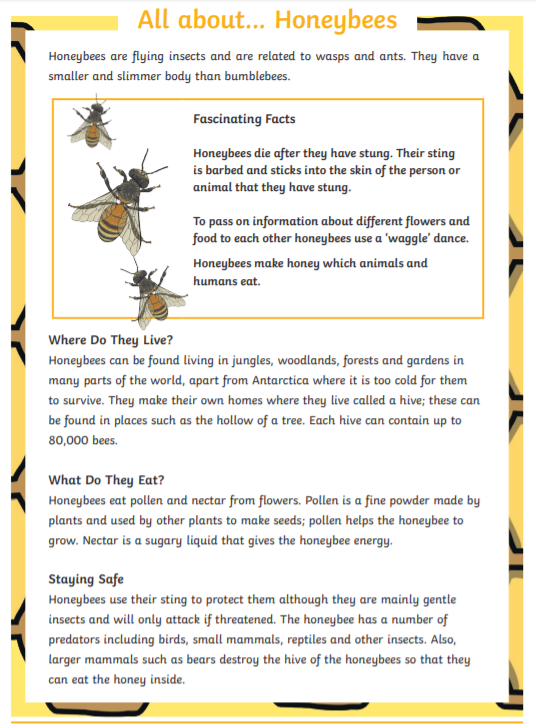 All about... Honeybees
Honeybees are flying insects and are related to wasps and ants. They have a
smaller and slimmer body than bumblebees.
Fascinating Facts
Honeybees die after they have stung. Their sting
is barbed and sticks into the skin of the person or
animal that they have stung.
To pass on information about different flowers and
food to each other honeybees use a 'waggle' dance.
Honeybees make honey which animals and
humans eat.
Where Do They Live?
Honeybees can be found living in jungles, woodlands, forests and gardens in
many parts of the world, apart from Antarctica where it is too cold for them
to survive. They make their own homes where they live called a hive; these can
be found in places such as the hollow of a tree. Each hive can contain up to
80,000 bees.
What Do They Eat?
Honeybees eat pollen and nectar from flowers. Pollen is a fine powder made by
plants and used by other plants to make seeds; pollen helps the honeybee to
grow. Nectar is a sugary liquid that gives the honeybee energy.
Staying Safe
Honeybees use their sting to protect them although they are mainly gentle
insects and will only attack if threatened. The honeybee has a number of
predators including birds, small mammals, reptiles and other insects. Also,
larger mammals such as bears destroy the hive of the honeybees so that they
can eat the honey inside.